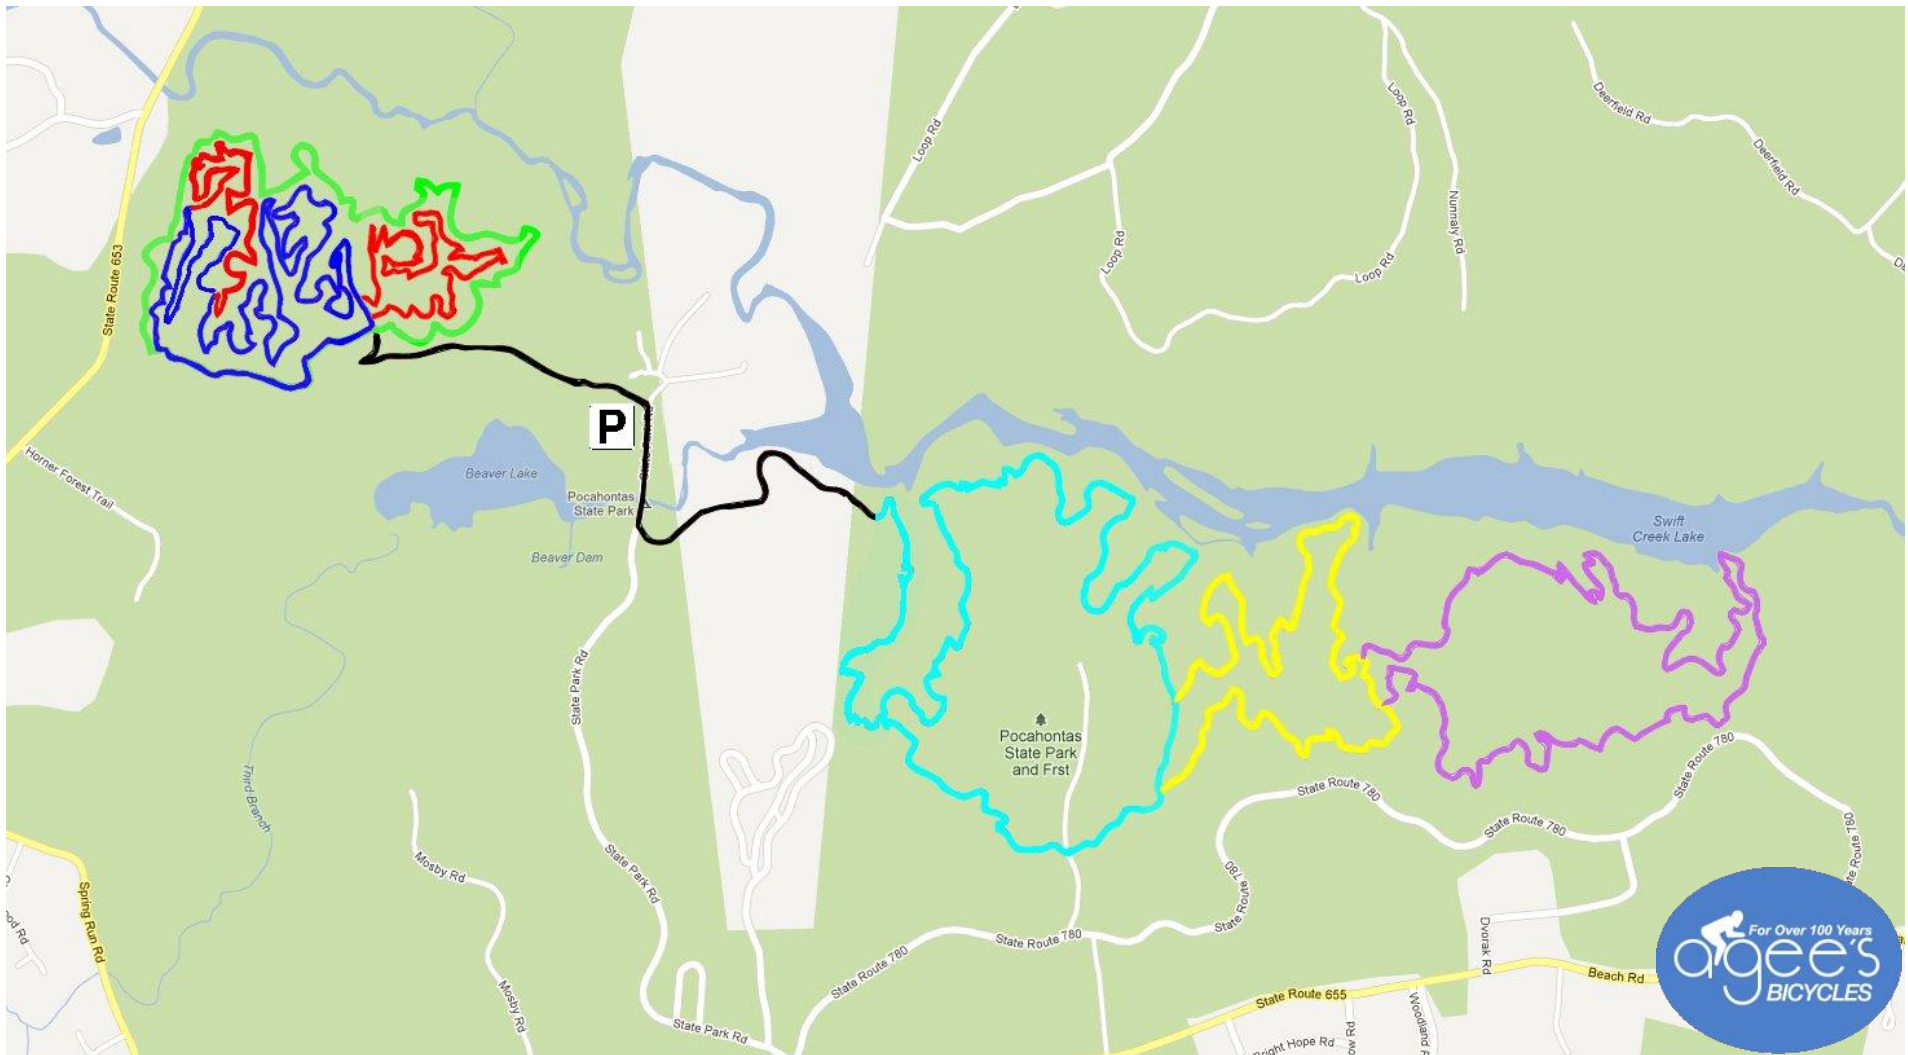 Loop Rd
Loop Rd
Deerfield Rd
Deerfield Rd
Nunnaly Rd
Loop Rd
Loop Rd
State Route 653
P
Horner Forest Trail
Beaver Lake
Pocahontas
State Park
Beaver Dam
Swift
Creek Lake
State Park Rd
Pocahontas
State Park
and Frst
Third Branch
State Route 780
State Route 780
State Route 780
State Route 780
Mosby Rd
State Park Rd
State Route 780
State Route 780
Spring Run Rd
Dvorak Rd
State Route 780
Mosby Rd
State Park Rd
State Route 655
Beach Rd
For Over 100 Years
agee's
BICYCLES